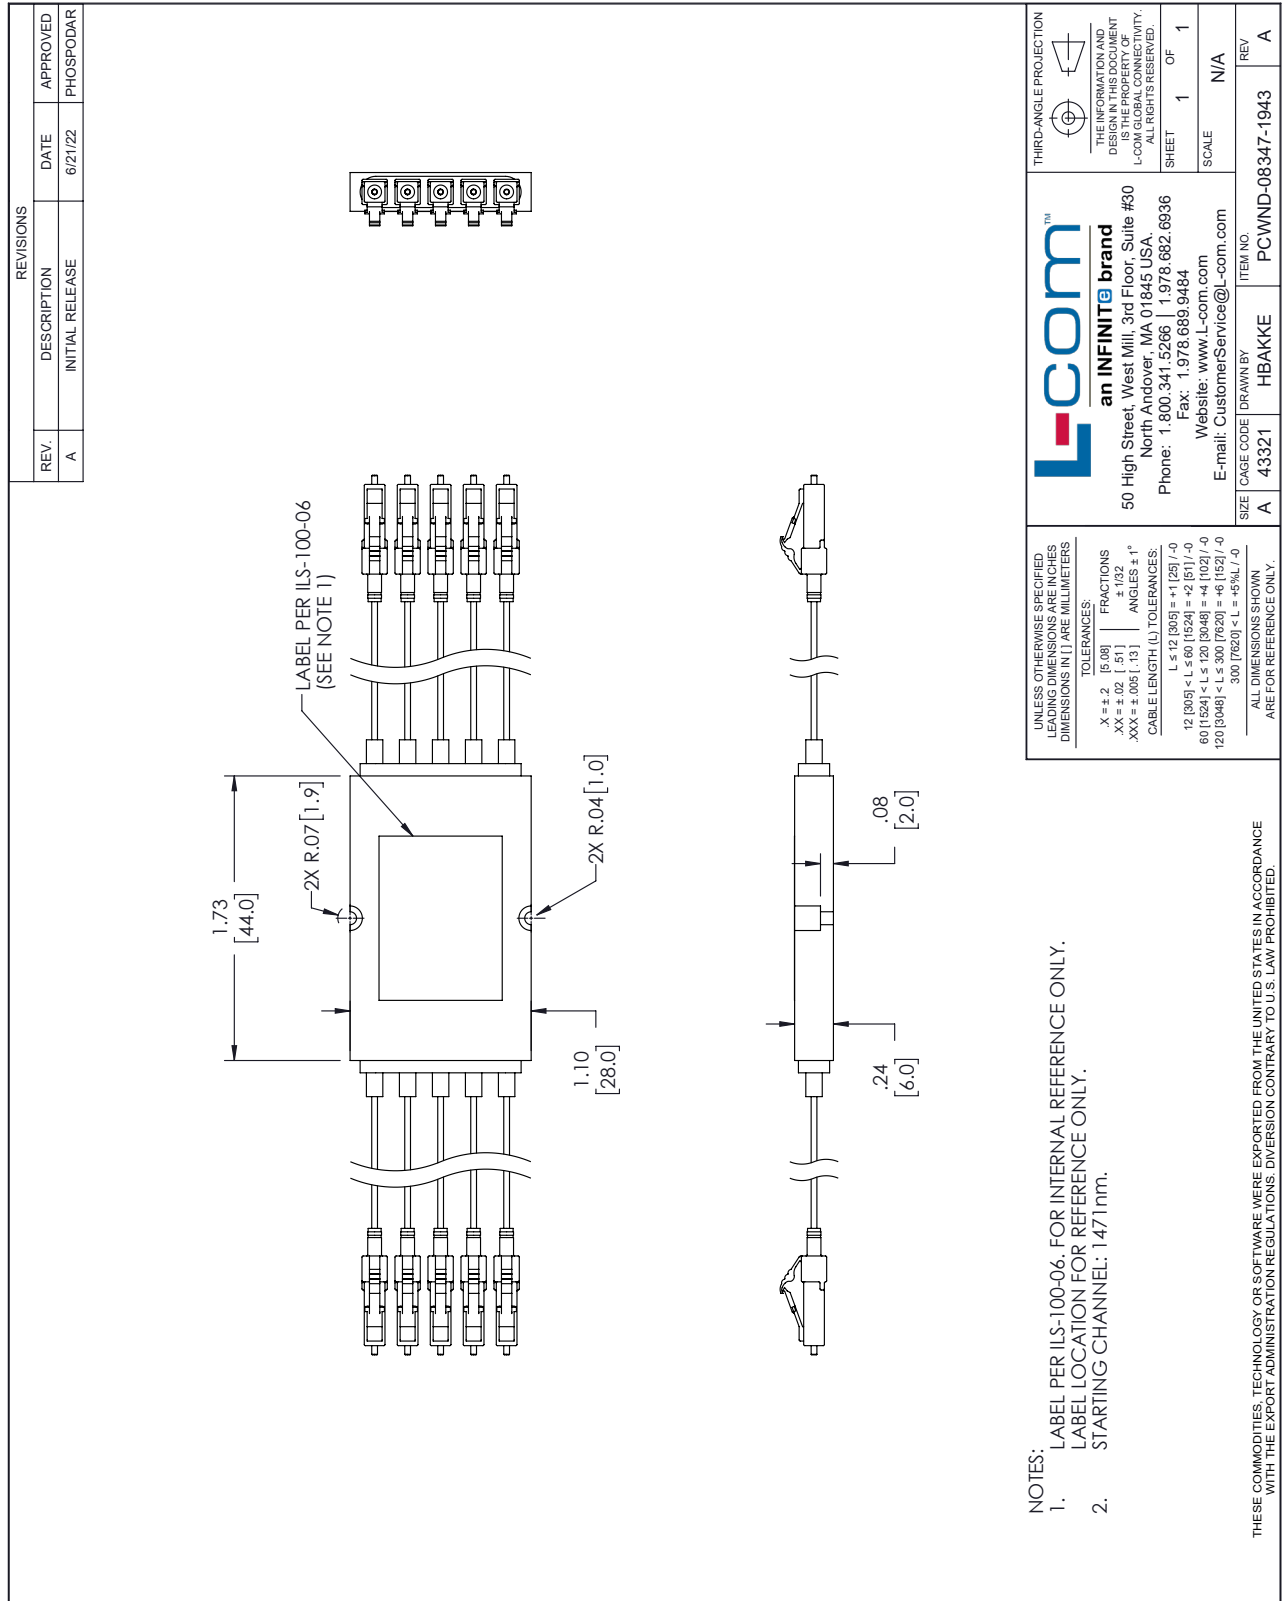 REVISIONS
REV. DESCRIPTION DATE APPROVED
A INITIAL RELEASE 6/21/22 PHOSPODAR
1.73
[44.0]
2X R.07 [1.9]
LABEL PER ILS-100-06
(SEE NOTE 1)
2X R.04 [1.0]
1.10
[28.0]
.24
[6.0]
.08
[2.0]
NOTES:
1. LABEL PER ILS-100-06. FOR INTERNAL REFERENCE ONLY.
LABEL LOCATION FOR REFERENCE ONLY.
2. STARTING CHANNEL: 1471nm.
THESE COMMODITIES, TECHNOLOGY OR SOFTWARE WERE EXPORTED FROM THE UNITED STATES IN ACCORDANCE
WITH THE EXPORT ADMINISTRATION REGULATIONS. DIVERSION CONTRARY TO U.S. LAW PROHIBITED.
UNLESS OTHERWISE SPECIFIED
LEADING DIMENSIONS ARE INCHES
DIMENSIONS IN [ ] ARE MILLIMETERS
TOLERANCES:
.X = ± .2 [5.08] FRACTIONS
.XX = ± .02 [ .51 ] ± 1/32
.XXX = ± .005 [ .13 ] ANGLES ± 1°
CABLE LENGTH (L) TOLERANCES:
L ≤ 12 [305] = +1 [25] / -0
12 [305] < L ≤ 60 [1524] = +2 [51] / -0
60 [1524] < L ≤ 120 [3048] = +4 [102] / -0
120 [3048] < L ≤ 300 [7620] = +6 [152] / -0
300 [7620] < L = +5%L / -0
ALL DIMENSIONS SHOWN
ARE FOR REFERENCE ONLY.
L-com™
an INFINITe brand
50 High Street, West Mill, 3rd Floor, Suite #30
North Andover, MA 01845 USA.
Phone: 1.800.341.5266 | 1.978.682.6936
Fax: 1.978.689.9484
Website: www.L-com.com
E-mail: CustomerService@L-com.com
THIRD-ANGLE PROJECTION
THE INFORMATION AND
DESIGN IN THIS DOCUMENT
IS THE PROPERTY OF
L-COM GLOBAL CONNECTIVITY.
ALL RIGHTS RESERVED.
SHEET 1 OF 1
SCALE N/A
SIZE A
CAGE CODE 43321
DRAWN BY HBAKKE
ITEM NO. PCWND-08347-1943
REV A